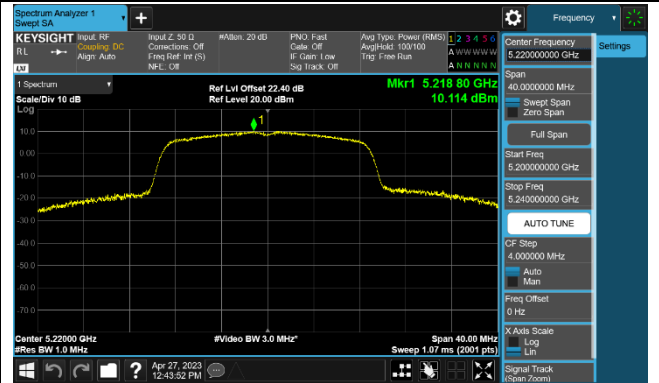 Spectrum Analyzer 1
Swept SA
Frequency
KEYSIGHT
RL
LXI
Input: RF
Coupling: DC
Align: Auto
Input Z: 50 Ω
Corrections: Off
Freq Ref: Int (S)
NFE: Off
#Atten: 20 dB
PNO: Fast
Gate: Off
IF Gain: Low
Sig Track: Off
Avg Type: Power (RMS)
Avg|Hold: 100/100
Trig: Free Run
1 2 3 4 5 6
A W W W W W
A N N N N N
1 Spectrum
Scale/Div 10 dB
Log
Ref Lvl Offset 22.40 dB
Ref Level 20.00 dBm
Mkr1 5.218 80 GHz
10.114 dBm
1
10.0
0.00
-10.0
-20.0
-30.0
-40.0
-50.0
-60.0
-70.0
Center 5.22000 GHz
#Res BW 1.0 MHz
#Video BW 3.0 MHz*
Span 40.00 MHz
Sweep 1.07 ms (2001 pts)
Apr 27, 2023
12:43:52 PM
Center Frequency
5.220000000 GHz
Settings
Span
40.0000000 MHz
Swept Span
Zero Span
Full Span
Start Freq
5.200000000 GHz
Stop Freq
5.240000000 GHz
AUTO TUNE
CF Step
4.000000 MHz
Auto
Man
Freq Offset
0 Hz
X Axis Scale
Log
Lin
Signal Track
(Span Zoom)